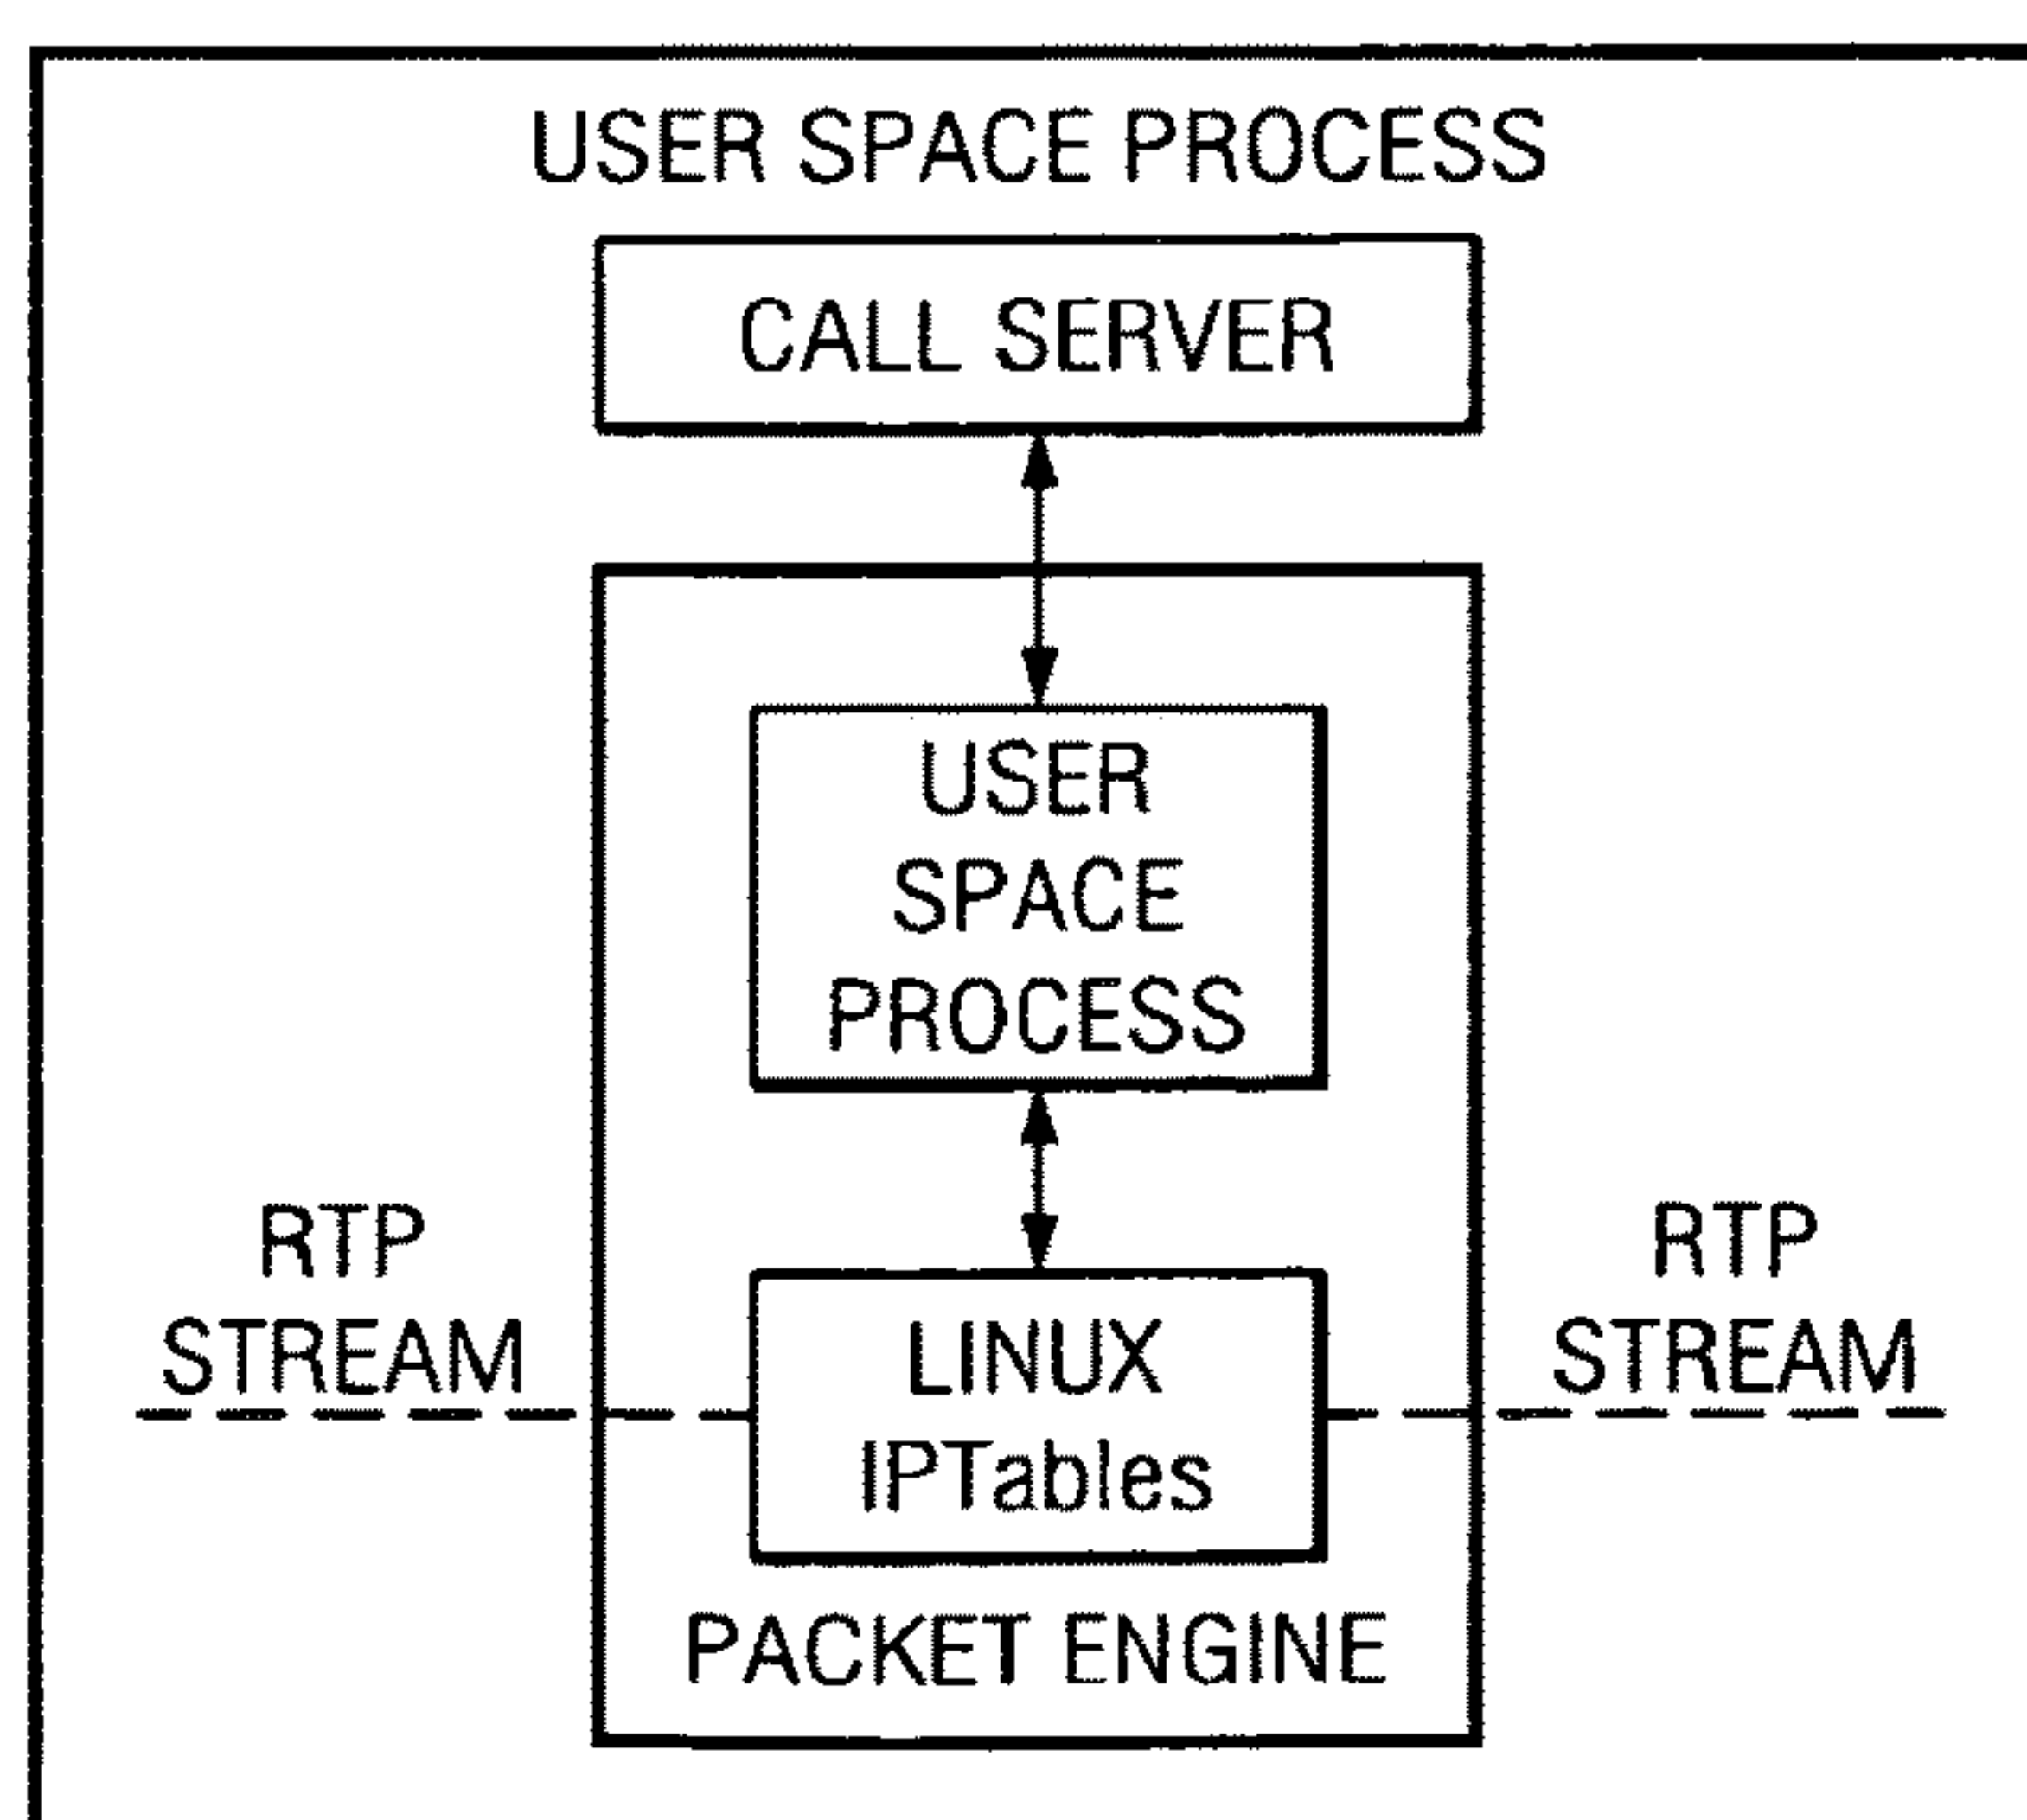 USER SPACE PROCESS
CALL SERVER
USER
SPACE
PROCESS
RTP
STREAM
LINUX
IPTables
RTP
STREAM
PACKET ENGINE